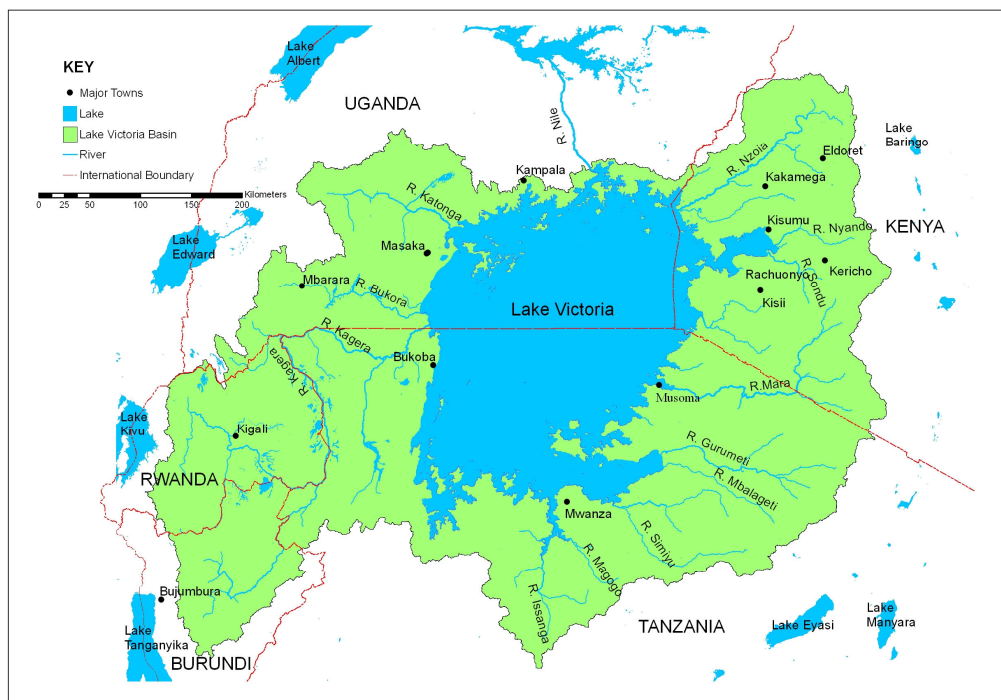 Lake
Albert
KEY
Major Towns
Lake
Lake Victoria Basin
River
International Boundary
Kilometers
0 25 50 100 150 200
UGANDA
R. Nile
Kampala
R. Katonga
Masaka
Lake
Edward
Mbarara
R. Bukora
R. Kagera
R. Kagera
Bukoba
Lake Victoria
R. Nzoia
Eldoret
Lake
Baringo
Kakamega
Kisumu
R. Nyando
KENYA
Rachuonyo
R. Sondu
Kericho
Kisii
Musoma
R.Mara
Lake
Kivu
Kigali
RWANDA
R. Gurumeti
R. Mbalageti
Mwanza
R. Simiyu
R. Magogo
R. Issanga
Bujumbura
Lake
Tanganyika
BURUNDI
TANZANIA
Lake Eyasi
Lake
Manyara